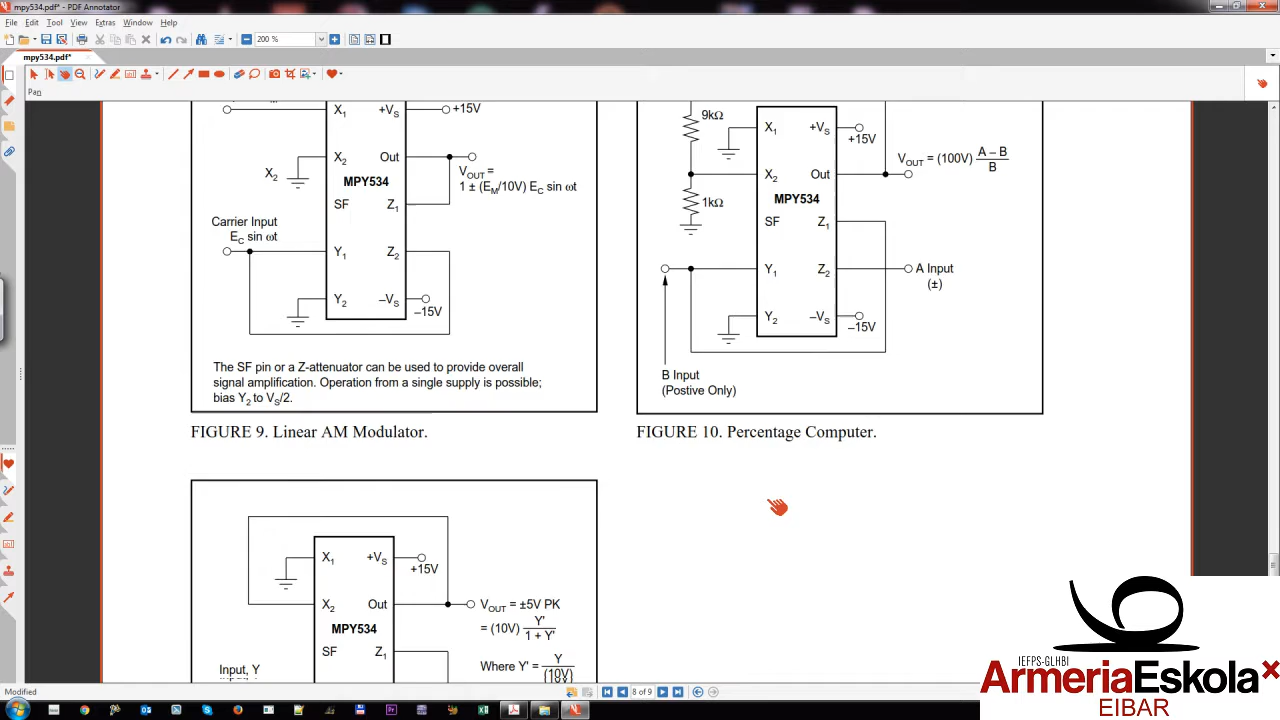 mpy534.pdf* - PDF Annotator
File Edit Tool View Extras Window Help
200 %
mpy534.pdf*
Pan
X1 +VS +15V
X2 X2 Out
VOUT =
1 ± (EM/10V) EC sin ωt
MPY534
SF Z1
Carrier Input
EC sin ωt
Y1 Z2
Y2 –VS
–15V
The SF pin or a Z-attenuator can be used to provide overall
signal amplification. Operation from a single supply is possible;
bias Y2 to VS/2.
FIGURE 9. Linear AM Modulator.
9kΩ
X1 +VS
+15V
VOUT = (100V) A – B
B
X2 Out
MPY534
1kΩ
SF Z1
Y1 Z2 A Input
(±)
Y2 –VS
–15V
B Input
(Postive Only)
FIGURE 10. Percentage Computer.
X1 +VS
+15V
X2 Out
VOUT = ±5V PK
= (10V) Y'
1 + Y'
MPY534
SF Z1
Where Y' = Y
(10V)
Input, Y
Modified
8 of 9
IEFPS-GLHBI
ArmeriaEskola
EIBAR